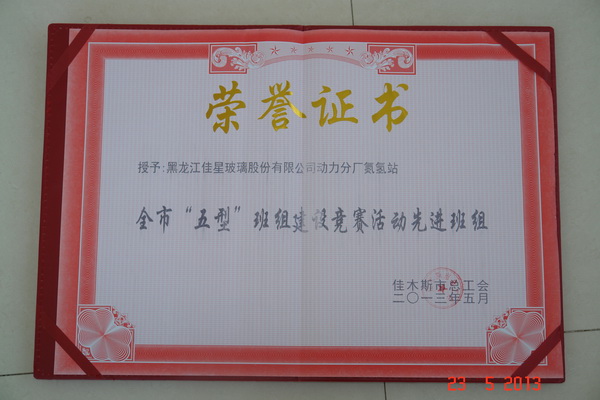 荣誉证书
授予:黑龙江佳星玻璃股份有限公司动力分厂氮氢站
全市“五型”班组建设竞赛活动先进班组
佳木斯市总工会
二〇一三年五月
23 5 2013